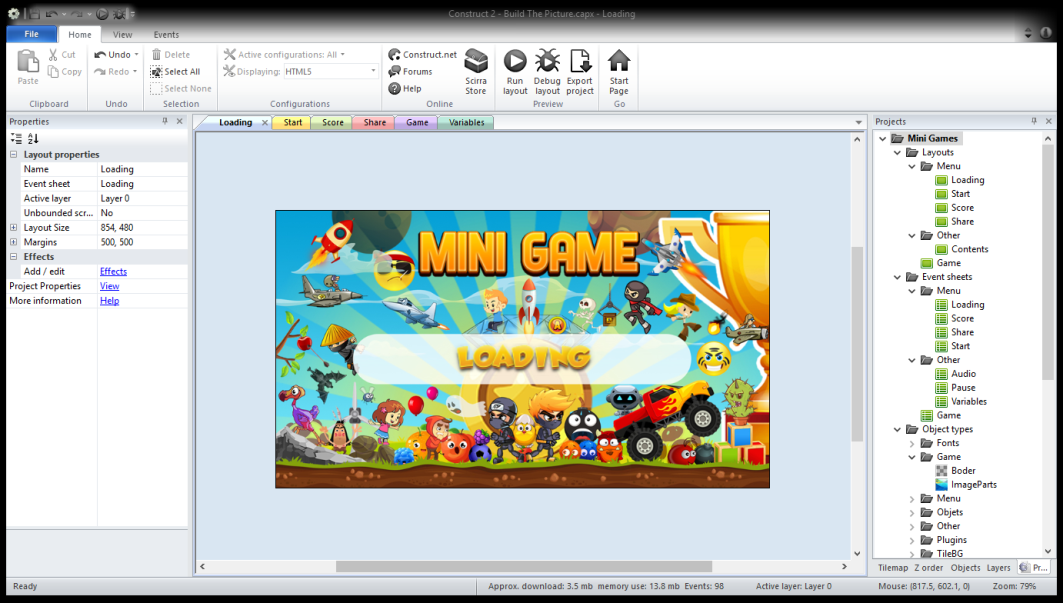 Construct 2 - Build The Picture.capx - Loading
File Home View Events
Paste Cut Copy
Clipboard
Undo
Redo
Undo
Delete
Select All
Select None
Selection
Active configurations: All
Displaying: HTML5
Configurations
Construct.net
Forums
Help
Scirra Store
Online
Run layout
Debug layout
Export project
Preview
Start Page
Go
Properties
Layout properties
Name Loading
Event sheet Loading
Active layer Layer 0
Unbounded scr... No
Layout Size 854, 480
Margins 500, 500
Effects
Add / edit Effects
Project Properties View
More information Help
Loading Start Score Share Game Variables
MINI GAME
LOADING
Projects
Mini Games
Layouts
Menu
Loading
Start
Score
Share
Other
Contents
Game
Event sheets
Menu
Loading
Score
Share
Start
Other
Audio
Pause
Variables
Game
Object types
Fonts
Game
Boder
ImageParts
Menu
Objets
Other
Plugins
TileBG
Tilemap Z order Objects Layers Pr...
Ready
Approx. download: 3.5 mb memory use: 13.8 mb Events: 98
Active layer: Layer 0
Mouse: (817.5, 602.1, 0)
Zoom: 79%